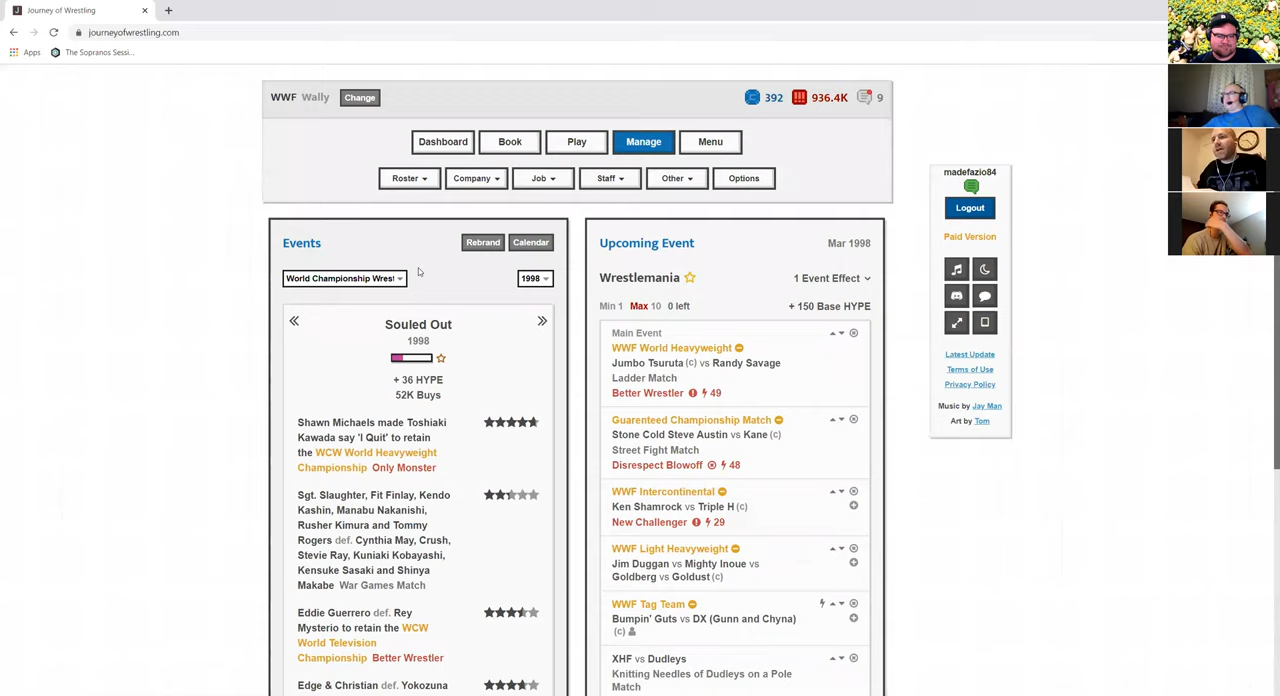 Journey of Wrestling
journeyofwrestling.com
Apps
The Sopranos Sessi...
WWF Wally Change
392 936.4K 9
Dashboard Book Play Manage Menu
Roster Company Job Staff Other Options
Events Rebrand Calendar
World Championship Wrest 1998
Souled Out
1998
+ 36 HYPE
52K Buys
Shawn Michaels made Toshiaki
Kawada say 'I Quit' to retain
the WCW World Heavyweight
Championship Only Monster
Sgt. Slaughter, Fit Finlay, Kendo
Kashin, Manabu Nakanishi,
Rusher Kimura and Tommy
Rogers def. Cynthia May, Crush,
Stevie Ray, Kuniaki Kobayashi,
Kensuke Sasaki and Shinya
Makabe War Games Match
Eddie Guerrero def. Rey
Mysterio to retain the WCW
World Television
Championship Better Wrestler
Edge & Christian def. Yokozuna
Upcoming Event Mar 1998
Wrestlemania 1 Event Effect
Min 1 Max 10 0 left + 150 Base HYPE
Main Event
WWF World Heavyweight
Jumbo Tsuruta (c) vs Randy Savage
Ladder Match
Better Wrestler 49
Guarenteed Championship Match
Stone Cold Steve Austin vs Kane (c)
Street Fight Match
Disrespect Blowoff 48
WWF Intercontinental
Ken Shamrock vs Triple H (c)
New Challenger 29
WWF Light Heavyweight
Jim Duggan vs Mighty Inoue vs
Goldberg vs Goldust (c)
WWF Tag Team
Bumpin' Guts vs DX (Gunn and Chyna)
(c)
XHF vs Dudleys
Knitting Needles of Dudleys on a Pole
Match
madefazio84
Logout
Paid Version
Latest Update
Terms of Use
Privacy Policy
Music by Jay Man
Art by Tom